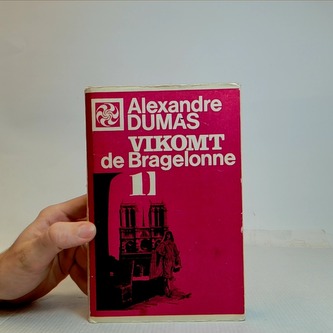 Alexandre
DUMAS
VIKOMT
de Bragelonne
1